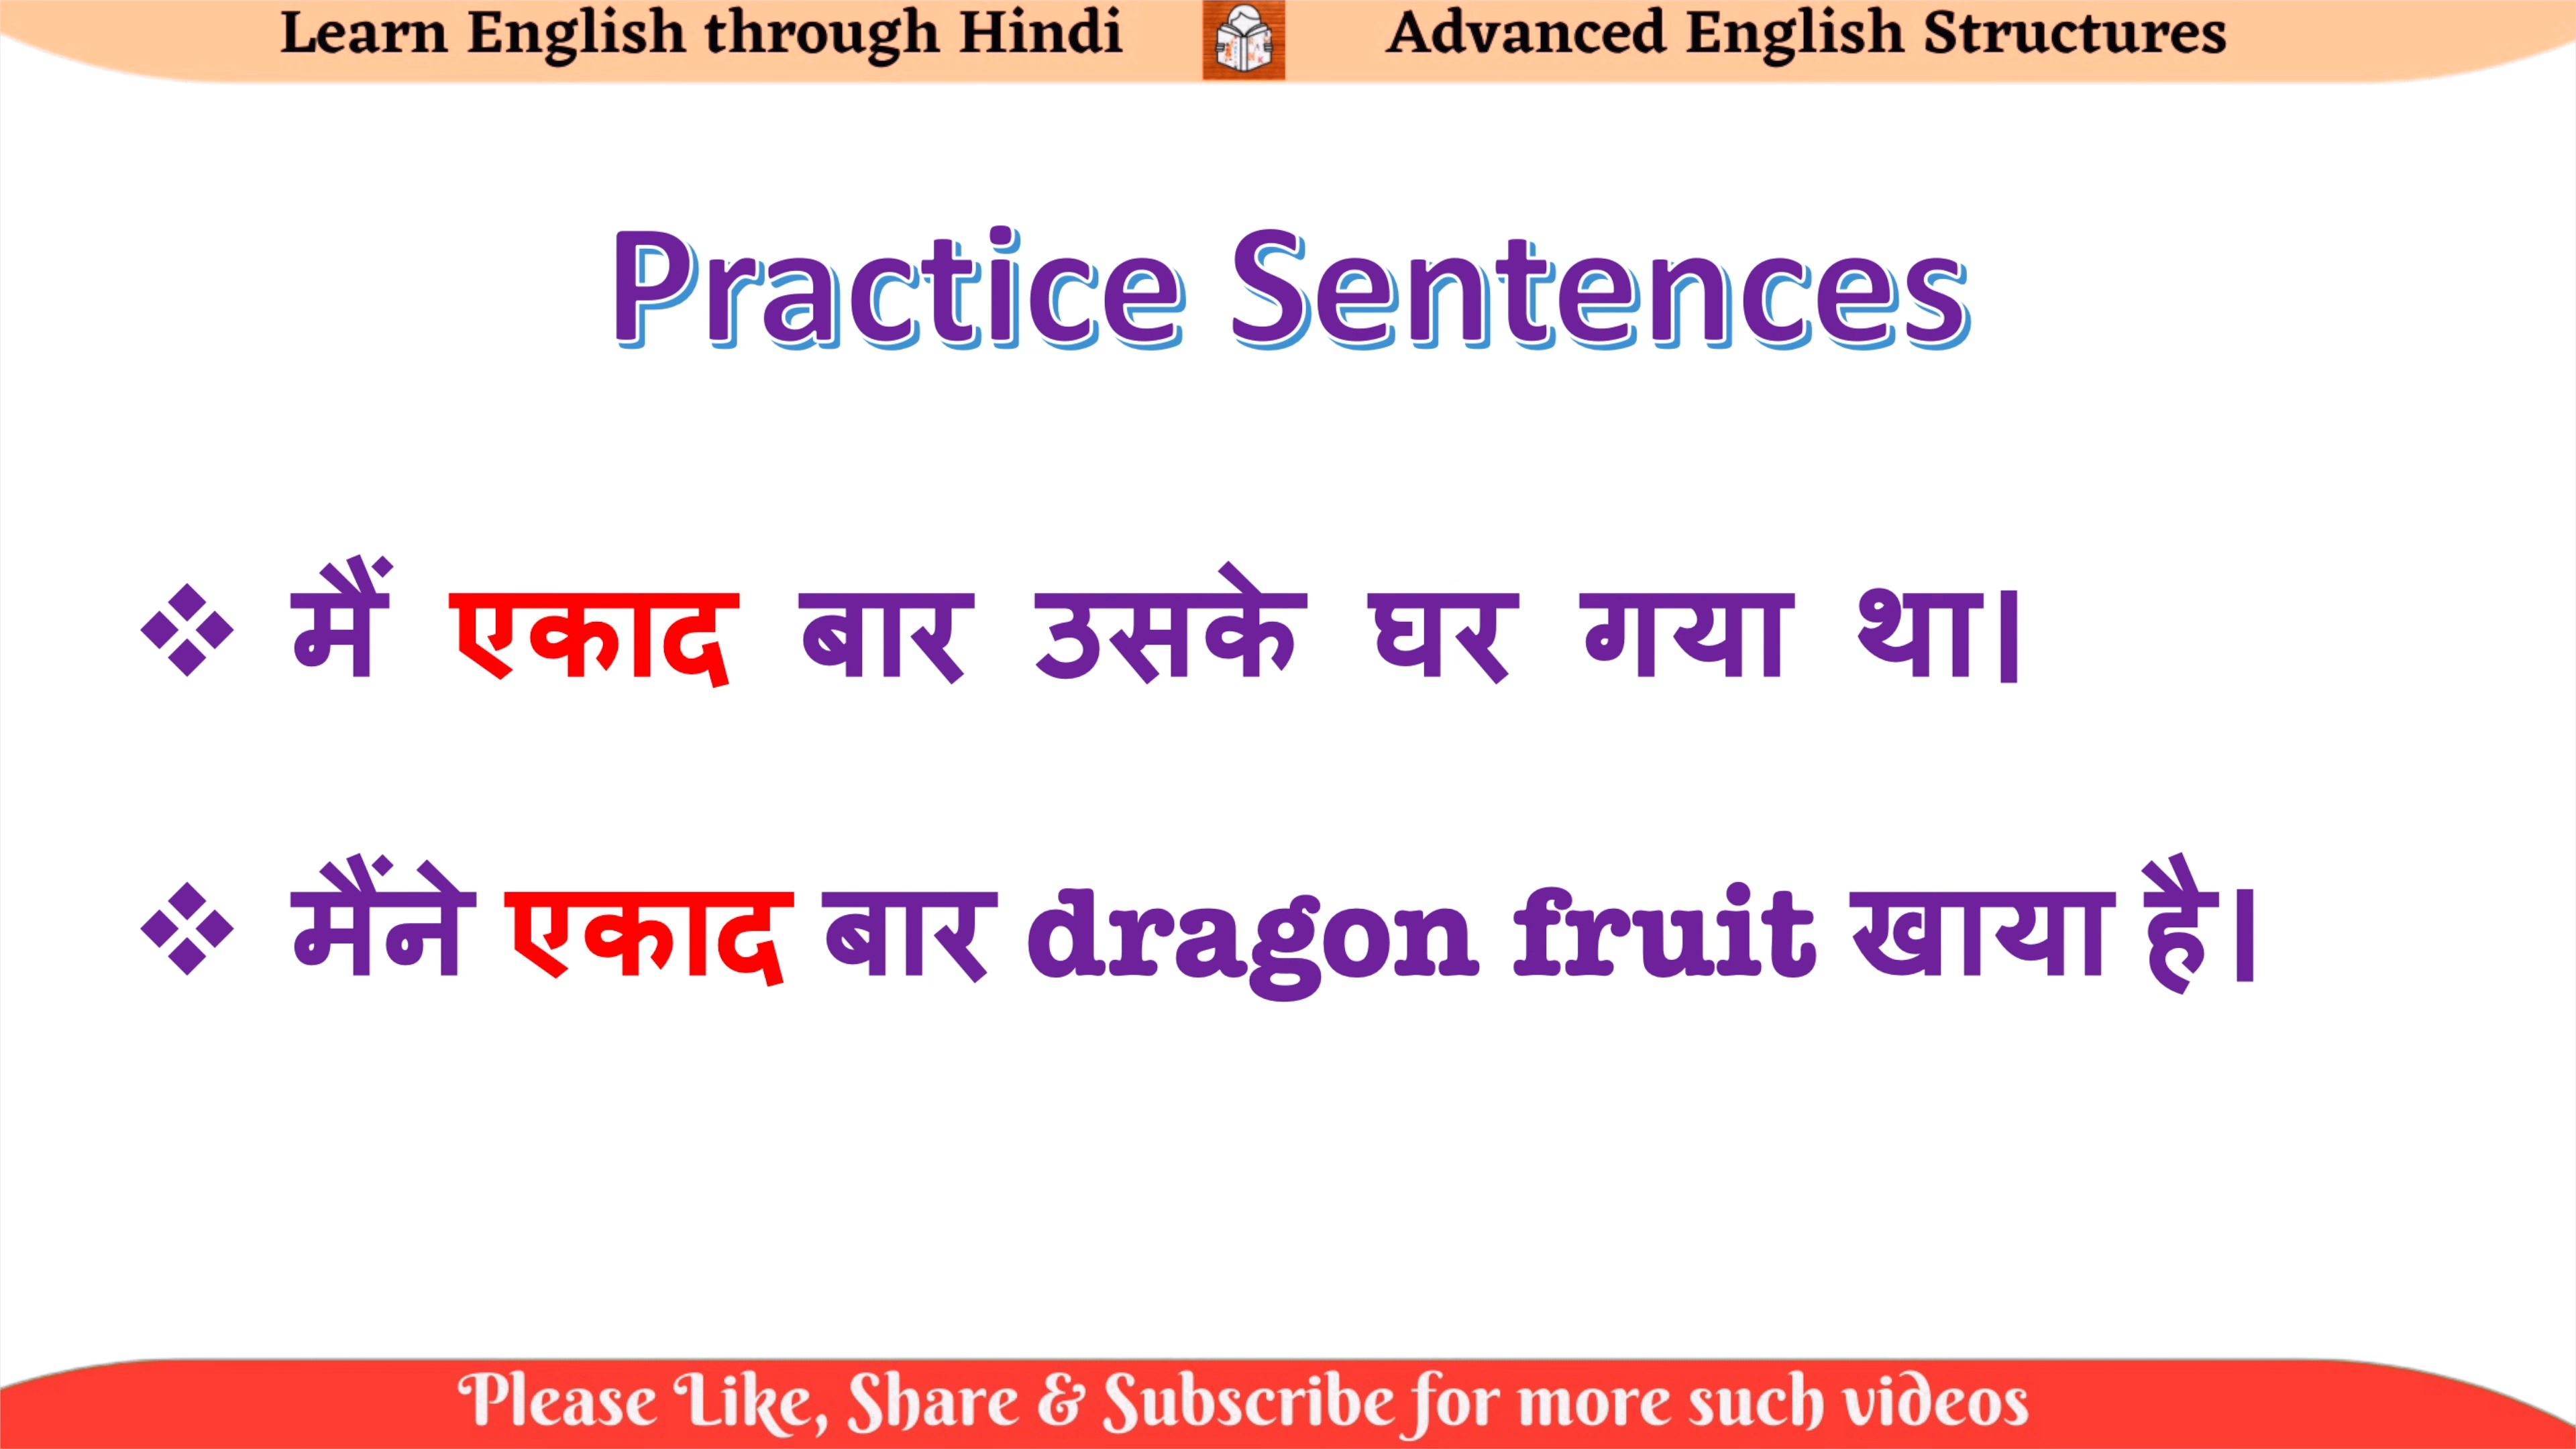 Learn English through Hindi Advanced English Structures
Practice Sentences
❖ मैं एकाद बार उसके घर गया था।
❖ मैंने एकाद बार dragon fruit खाया है।
Please Like, Share & Subscribe for more such videos